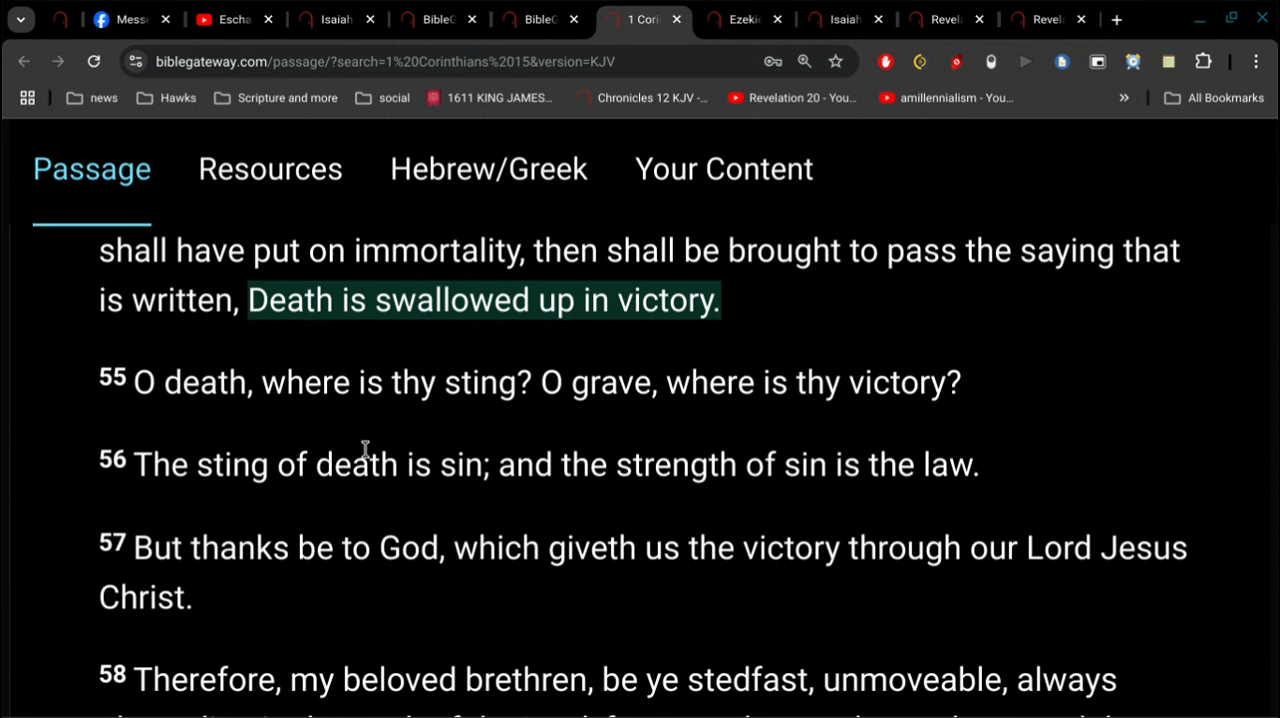 Messe
Escha
Isaiah
BibleG
BibleG
1 Cori
Ezekie
Isaiah
Revela
Revela
biblegateway.com/passage/?search=1%20Corinthians%2015&version=KJV
news Hawks Scripture and more social 1611 KING JAMES... Chronicles 12 KJV -... Revelation 20 - You... amillennialism - You... » All Bookmarks
Passage Resources Hebrew/Greek Your Content
shall have put on immortality, then shall be brought to pass the saying that
is written, Death is swallowed up in victory.
55 O death, where is thy sting? O grave, where is thy victory?
56 The sting of death is sin; and the strength of sin is the law.
57 But thanks be to God, which giveth us the victory through our Lord Jesus
Christ.
58 Therefore, my beloved brethren, be ye stedfast, unmoveable, always